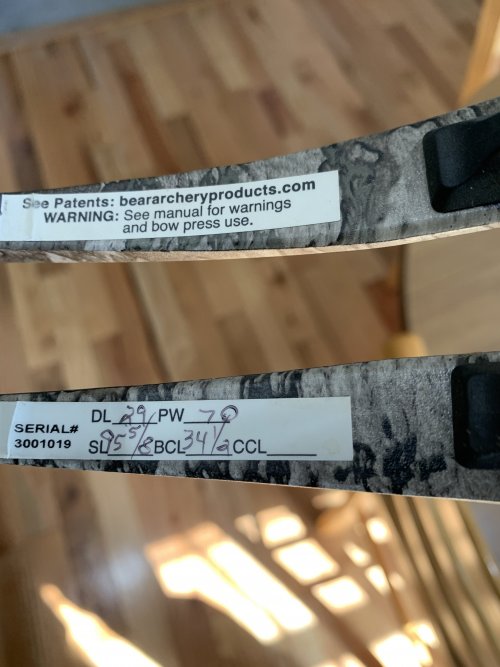 See Patents: beararcheryproducts.com
WARNING: See manual for warnings
and bow press use.
SERIAL#
3001019
DL 29 PW 70
SL 95 5/8 BCL 34 1/2 CCL